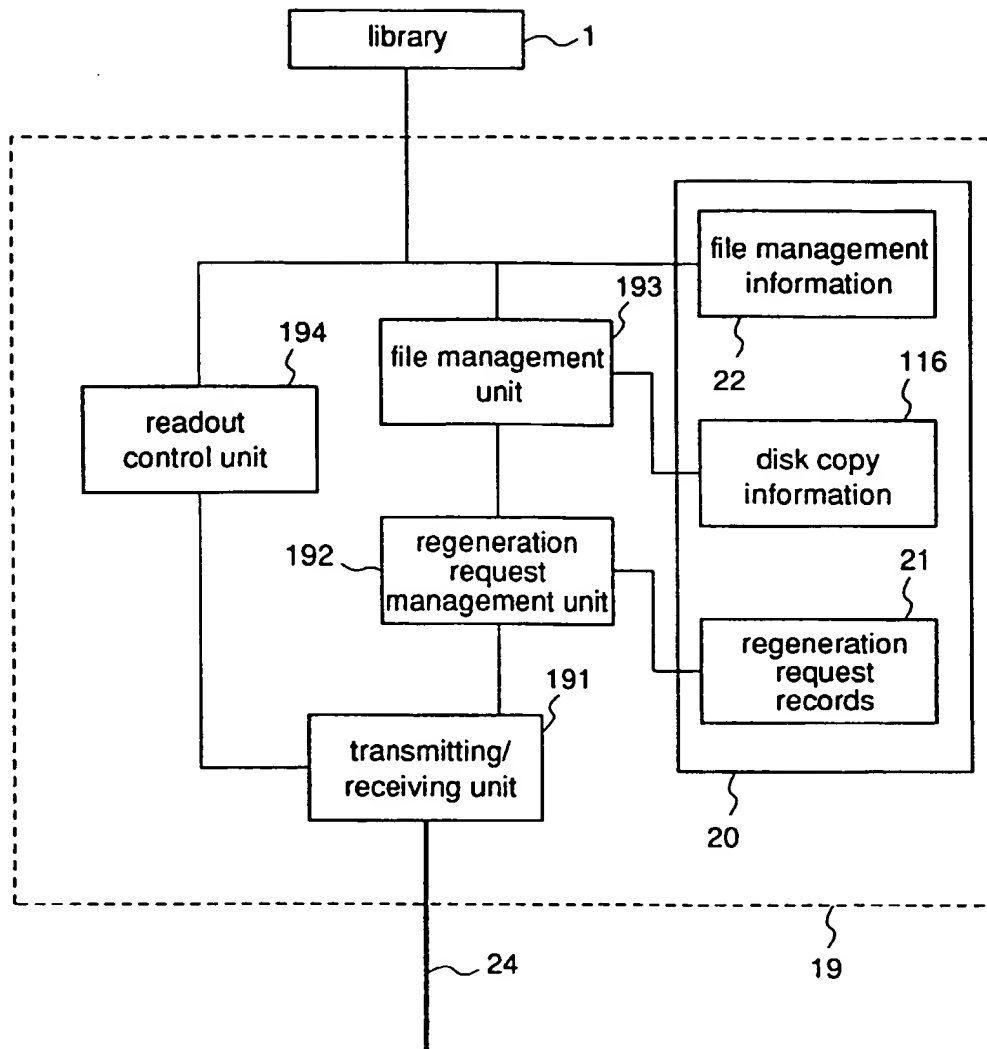 library
1
file management
information
193
22
194
file management
unit
116
readout
control unit
disk copy
information
192
regeneration
request
management unit
21
regeneration
request
records
191
transmitting/
receiving unit
20
19
24